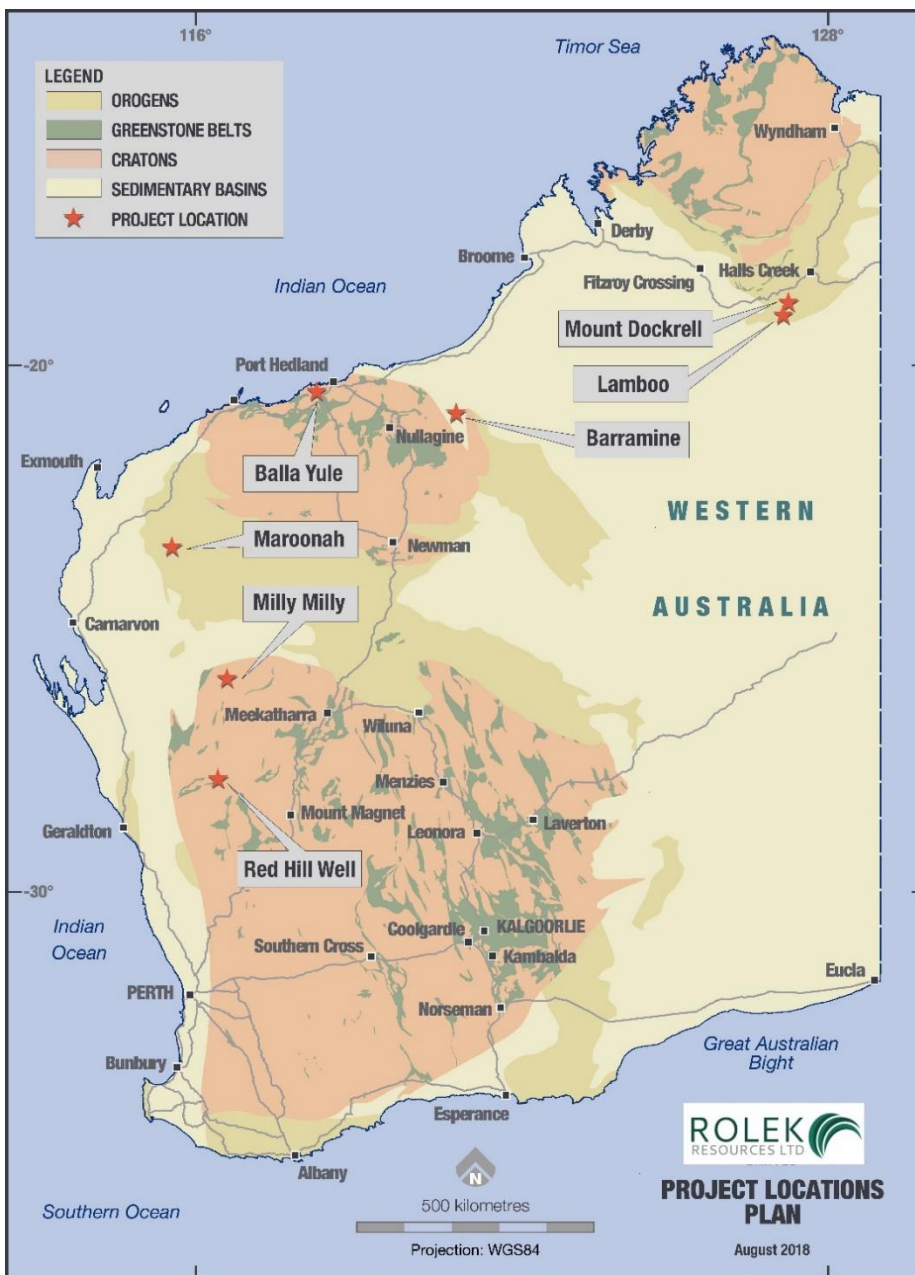 116°
128°
Timor Sea
LEGEND
OROGENS
GREENSTONE BELTS
CRATONS
SEDIMENTARY BASINS
PROJECT LOCATION
Wyndham
Derby
Broome
Fitzroy Crossing
Halls Creek
Indian Ocean
Mount Dockrell
Lamboo
-20°
Port Hedland
Barramine
Nullagine
Exmouth
Balla Yule
WESTERN
AUSTRALIA
Maroonah
Newman
Milly Milly
Carnarvon
Meekatharra
Wiluna
Menzies
Mount Magnet
Laverton
Leonora
Geraldton
Red Hill Well
-30°
Indian
Ocean
Coolgardie
KALGOORLIE
Southern Cross
Kambalda
Eucla
PERTH
Norseman
Great Australian
Bight
Bunbury
Esperance
Albany
Southern Ocean
N
500 kilometres
Projection: WGS84
ROLEK
RESOURCES LTD
PROJECT LOCATIONS
PLAN
August 2018